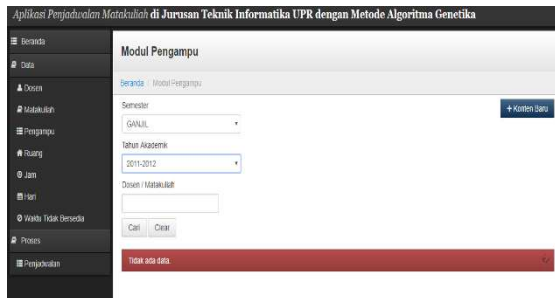 Aplikasi Penjadwalan Matakuliah di Jurusan Teknik Informatika UPR dengan Metode Algoritma Genetika
Beranda
Data
Dosen
Matakuliah
Pengampu
Ruang
Jam
Hari
Waktu Tidak Bersedia
Proses
Penjadwalan
Modul Pengampu
Beranda / Modul Pengampu
Semester
+ Konten Baru
GANJIL
Tahun Akademik
2011-2012
Dosen / Matakuliah
Cari Clear
Tidak ada data.